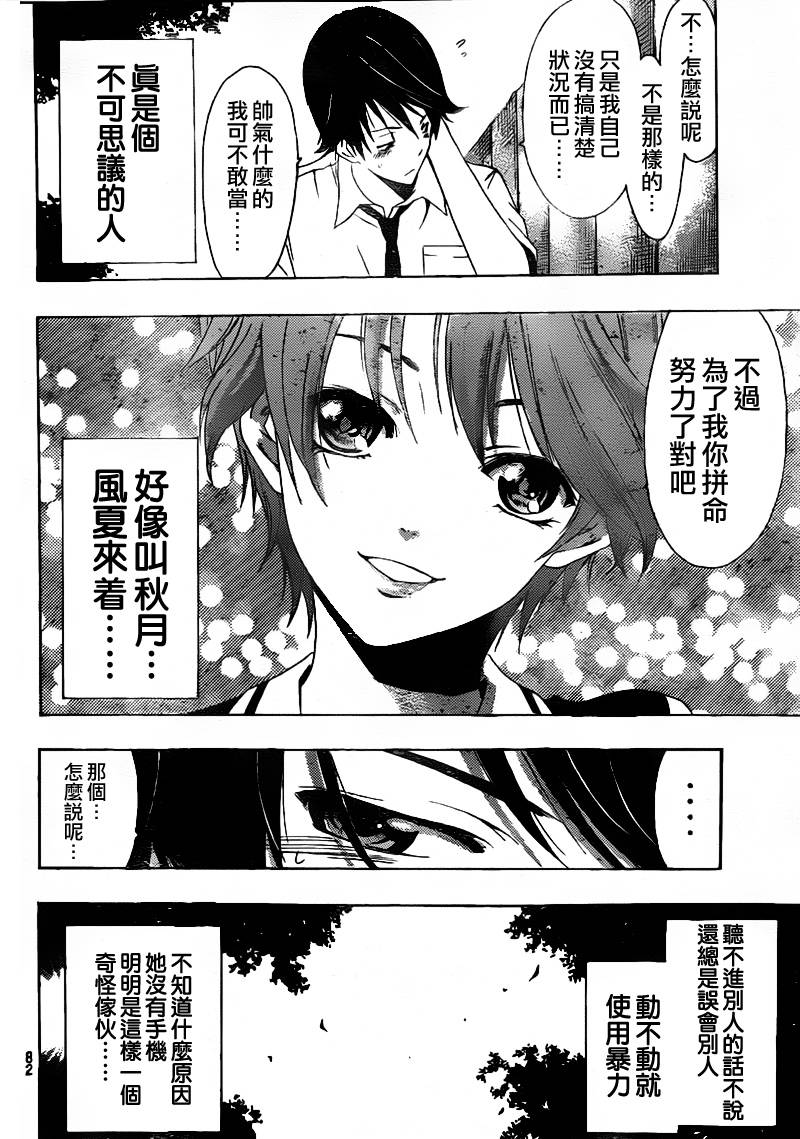 不…怎麼說呢
不是那樣的…
只是我自己
沒有搞清楚
狀況而已……
帥氣什麼的
我可不敢當……
眞是個
不可思議的人
不過
為了我你拼命
努力了對吧
好像叫秋月…
風夏來着……
‥‥
那個…
怎麼說呢…
聽不進別人的話不說
還總是誤會別人
動不動就
使用暴力
不知道什麼原因
她沒有手機
明明是這樣一個
奇怪傢伙……
82